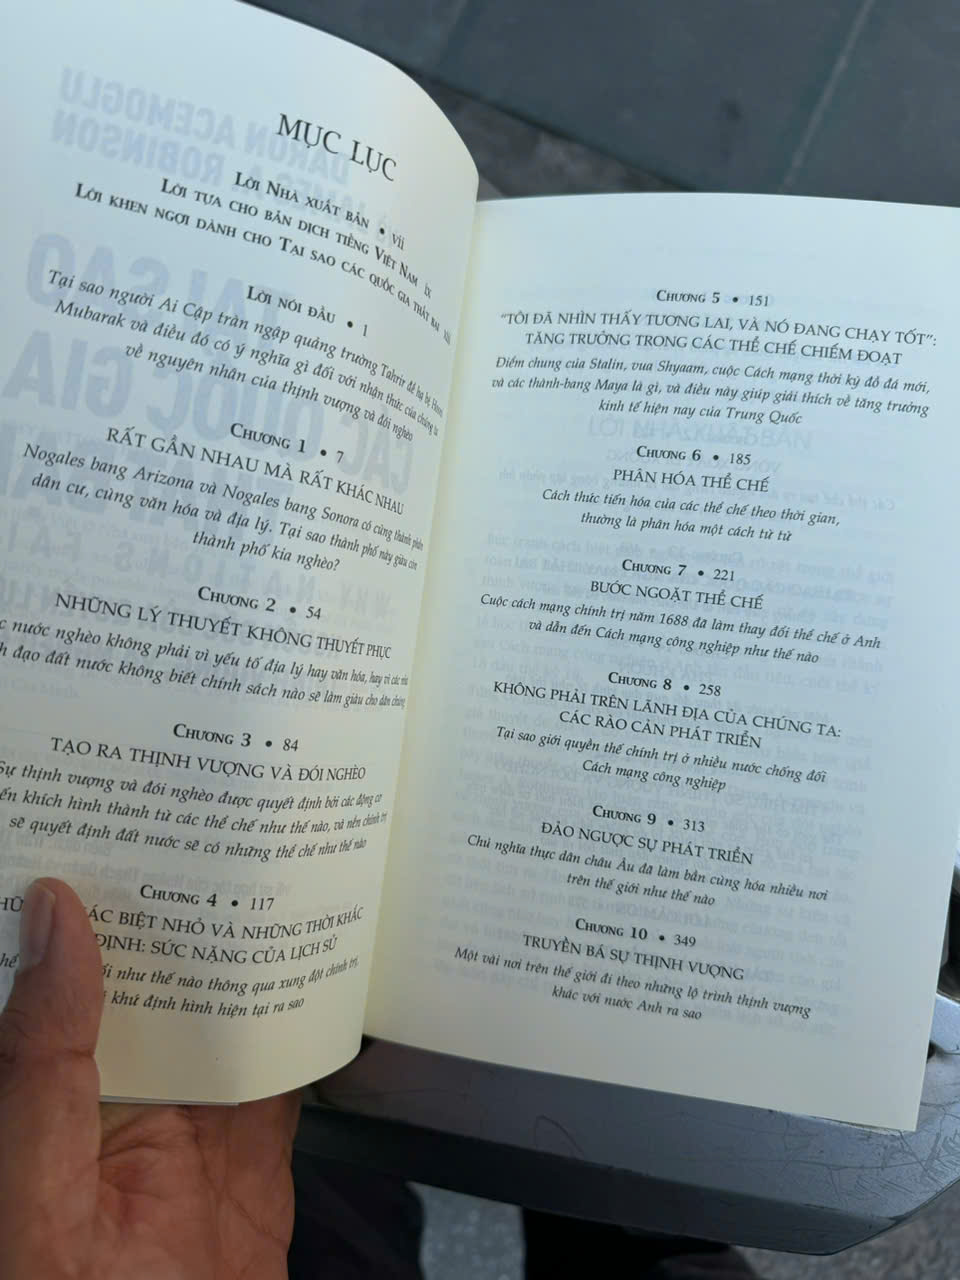 MỤC LỤC
LỜI NHÀ XUẤT BẢN • vii
LỜI TỰA CHO BẢN DỊCH TIẾNG VIỆT NAM ix
LỜI KHEN NGỢI DÀNH CHO TẠI SAO CÁC QUỐC GIA THẤT BẠI
LỜI NÓI ĐẦU • 1
Tại sao người Ai Cập tràn ngập quảng trường Tahrir để hạ bệ
Mubarak và điều đó có ý nghĩa gì đối với nhận thức của chúng ta
về nguyên nhân của thịnh vượng và đói nghèo
CHƯƠNG 1 • 7
RẤT GẦN NHAU MÀ RẤT KHÁC NHAU
Nogales bang Arizona và Nogales bang Sonora có cùng thành phần
dân cư, cùng văn hóa và địa lý. Tại sao thành phố này giàu còn
thành phố kia nghèo?
CHƯƠNG 2 • 54
NHỮNG LÝ THUYẾT KHÔNG THUYẾT PHỤC
nước nghèo không phải vì yếu tố địa lý hay văn hóa, hay vì các nhà
đạo đất nước không biết chính sách nào sẽ làm giàu cho dân chúng
CHƯƠNG 3 • 84
TẠO RA THỊNH VƯỢNG VÀ ĐÓI NGHÈO
Sự thịnh vượng và đói nghèo được quyết định bởi các động cơ
khích hình thành từ các thể chế như thế nào, và nền chính trị
sẽ quyết định đất nước sẽ có những thể chế như thế nào
CHƯƠNG 4 • 117
BIỆT NHỎ VÀ NHỮNG THỜI KHẮC
ĐỊNH: SỨC NẶNG CỦA LỊCH SỬ
như thế nào thông qua xung đột chính trị,
khứ định hình hiện tại ra sao
CHƯƠNG 5 • 151
“TÔI ĐÃ NHÌN THẤY TƯƠNG LAI, VÀ NÓ ĐANG CHẠY TỐT”:
TĂNG TRƯỞNG TRONG CÁC THỂ CHẾ CHIẾM ĐOẠT
Điểm chung của Stalin, vua Shyaam, cuộc Cách mạng thời kỳ đồ đá mới,
và các thành-bang Maya là gì, và điều này giúp giải thích về tăng trưởng
kinh tế hiện nay của Trung Quốc
CHƯƠNG 6 • 185
PHÂN HÓA THỂ CHẾ
Cách thức tiến hóa của các thể chế theo thời gian,
thường là phân hóa một cách từ từ
CHƯƠNG 7 • 221
BƯỚC NGOẶT THỂ CHẾ
Cuộc cách mạng chính trị năm 1688 đã làm thay đổi thể chế ở Anh
và dẫn đến Cách mạng công nghiệp như thế nào
CHƯƠNG 8 • 258
KHÔNG PHẢI TRÊN LÃNH ĐỊA CỦA CHÚNG TA:
CÁC RÀO CẢN PHÁT TRIỂN
Tại sao giới quyền thế chính trị ở nhiều nước chống đối
Cách mạng công nghiệp
CHƯƠNG 9 • 313
ĐẢO NGƯỢC SỰ PHÁT TRIỂN
Chủ nghĩa thực dân châu Âu đã làm bần cùng hóa nhiều nơi
trên thế giới như thế nào
CHƯƠNG 10 • 349
TRUYỀN BÁ SỰ THỊNH VƯỢNG
Một vài nơi trên thế giới đi theo những lộ trình thịnh vượng
khác với nước Anh ra sao